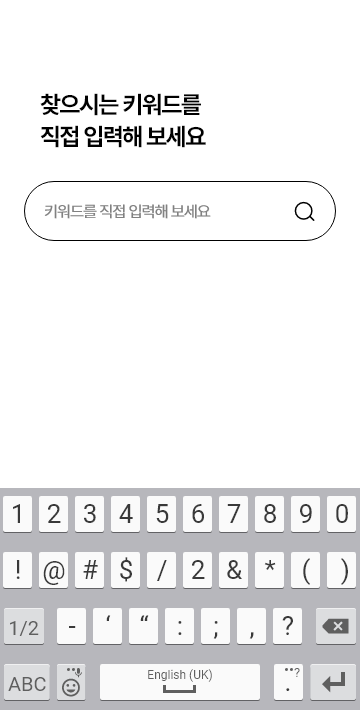 찾으시는 키워드를
직접 입력해 보세요
키워드를 직접 입력해 보세요
1 2 3 4 5 6 7 8 9 0
! @ # $ / 2 & * ( )
1/2 - ‘ “ : ; , ?
ABC English (UK) . ?